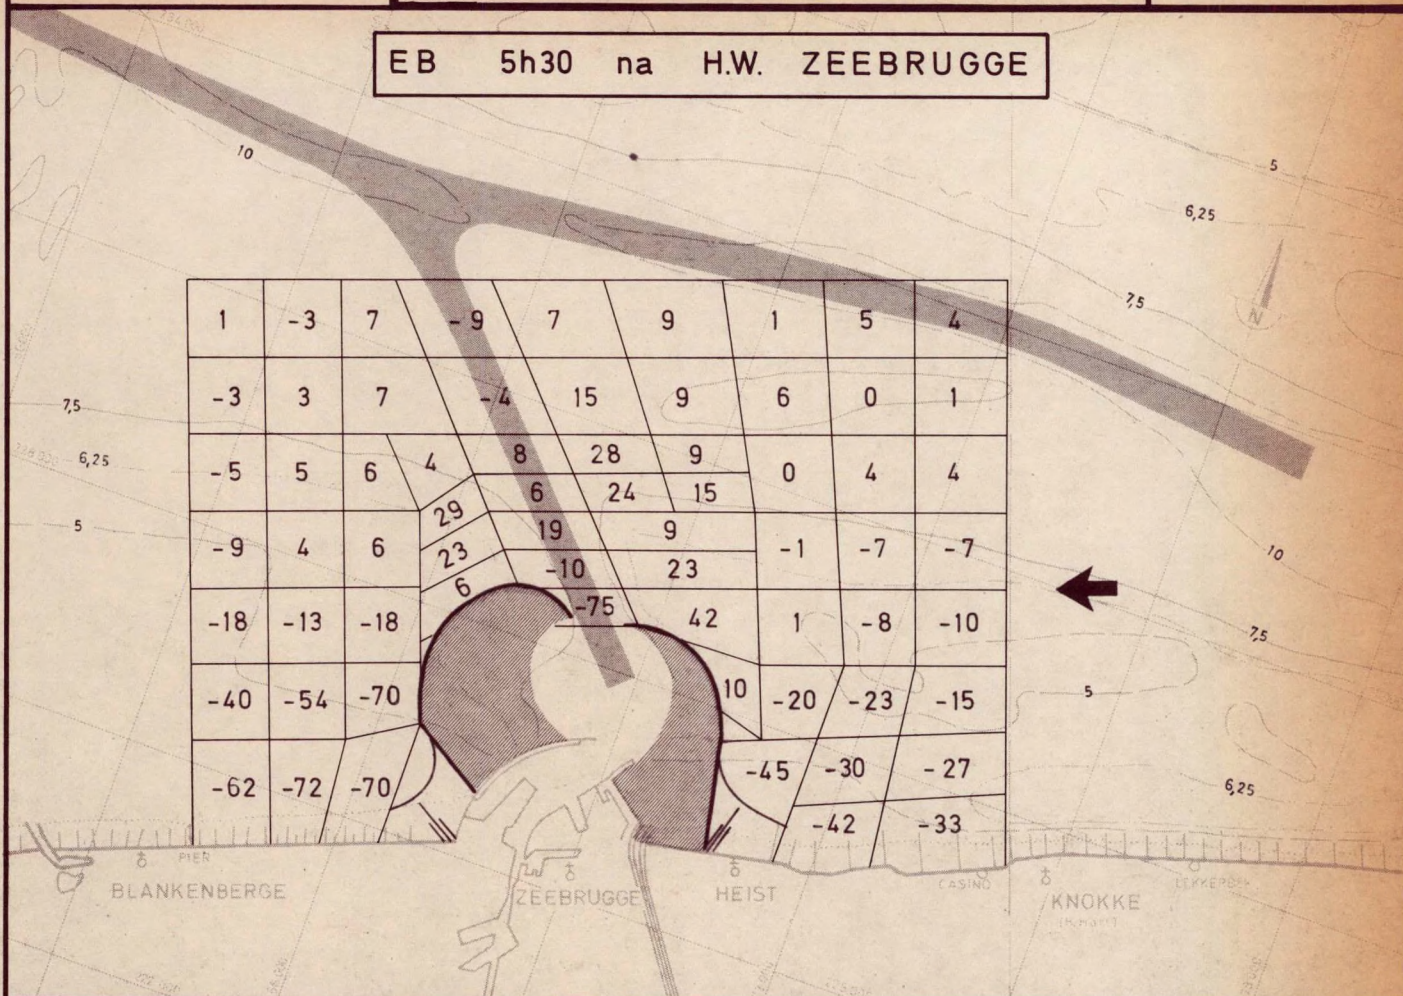 EB 5h30 na H.W. ZEEBRUGGE
10
5
6,25
7,5
N
1 -3 7 -9 7 9 1 5 4
-3 3 7 -4 15 9 6 0 1
7,5
6,25
-5 5 6 4 8 28 9 0 4 4
6 24 15
5
29
19 9
-9 4 6 -1 -7 -7
23
10
-10 23
6
-75 42
-18 -13 -18 1 -8 -10
7,5
-40 -54 -70 10 -20 -23 -15
5
-62 -72 -70 -45 -30 -27
6,25
-42 -33
PIER
BLANKENBERGE
ZEEBRUGGE
HEIST
CASINO
KNOKKE